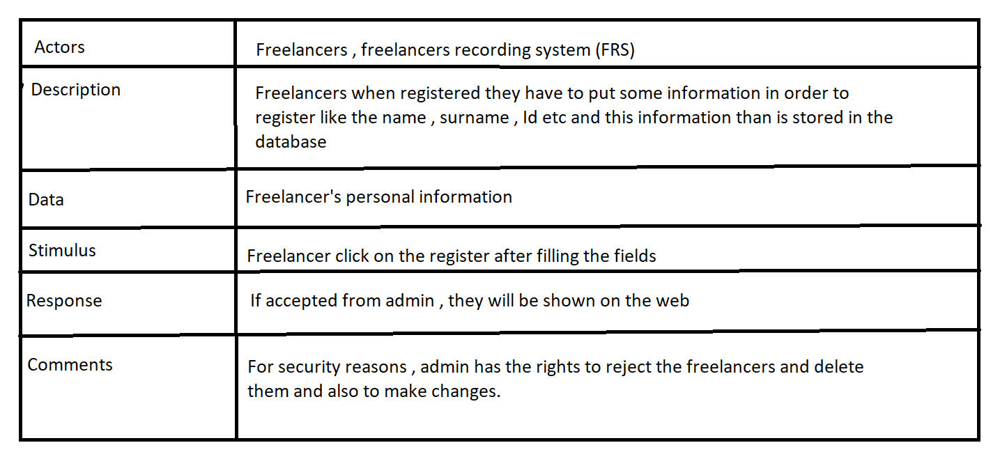 Actors
Freelancers , freelancers recording system (FRS)
Description
Freelancers when registered they have to put some information in order to
register like the name , surname , Id etc and this information than is stored in the
database
Data
Freelancer's personal information
Stimulus
Freelancer click on the register after filling the fields
Response
If accepted from admin , they will be shown on the web
Comments
For security reasons , admin has the rights to reject the freelancers and delete
them and also to make changes.